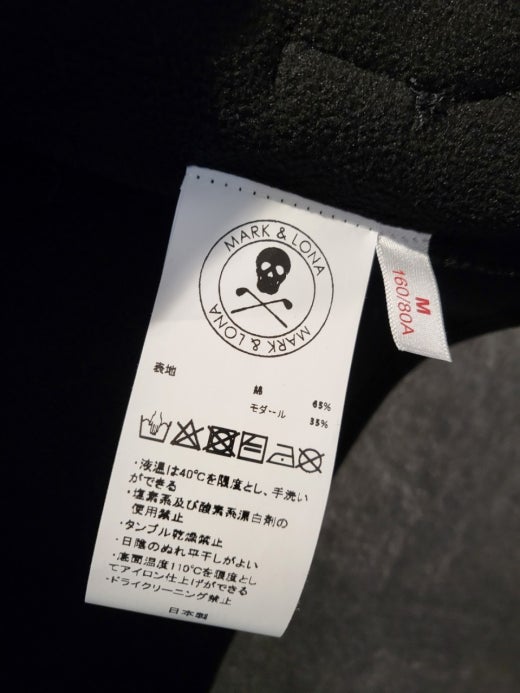 MARK & LONA
MARK & LONA
M
160/80A
表地
綿 65%
モダール 35%
・液温は40℃を限度とし、手洗い
ができる
・塩素系及び酸素系漂白剤の
使用禁止
・タンブル乾燥禁止
・日陰のぬれ平干しがよい
・底面温度110℃を限度とし
てアイロン仕上げができる
・ドライクリーニング禁止
日本製